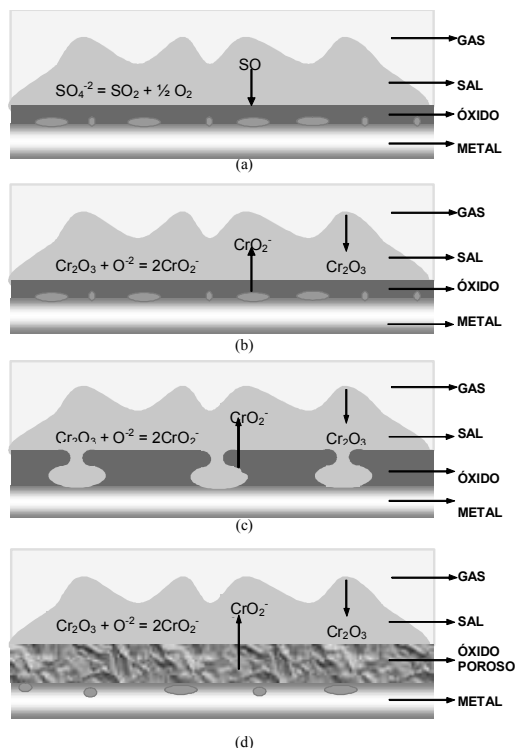 GAS
SO
SO₄⁻² = SO₂ + ½ O₂
SAL
ÓXIDO
METAL
(a)
GAS
CrO₂⁻
Cr₂O₃ + O⁻² = 2CrO₂⁻
Cr₂O₃
SAL
ÓXIDO
METAL
(b)
GAS
CrO₂⁻
Cr₂O₃ + O⁻² = 2CrO₂⁻
Cr₂O₃
SAL
ÓXIDO
METAL
(c)
GAS
CrO₂⁻
Cr₂O₃ + O⁻² = 2CrO₂⁻
Cr₂O₃
SAL
ÓXIDO
POROSO
METAL
(d)